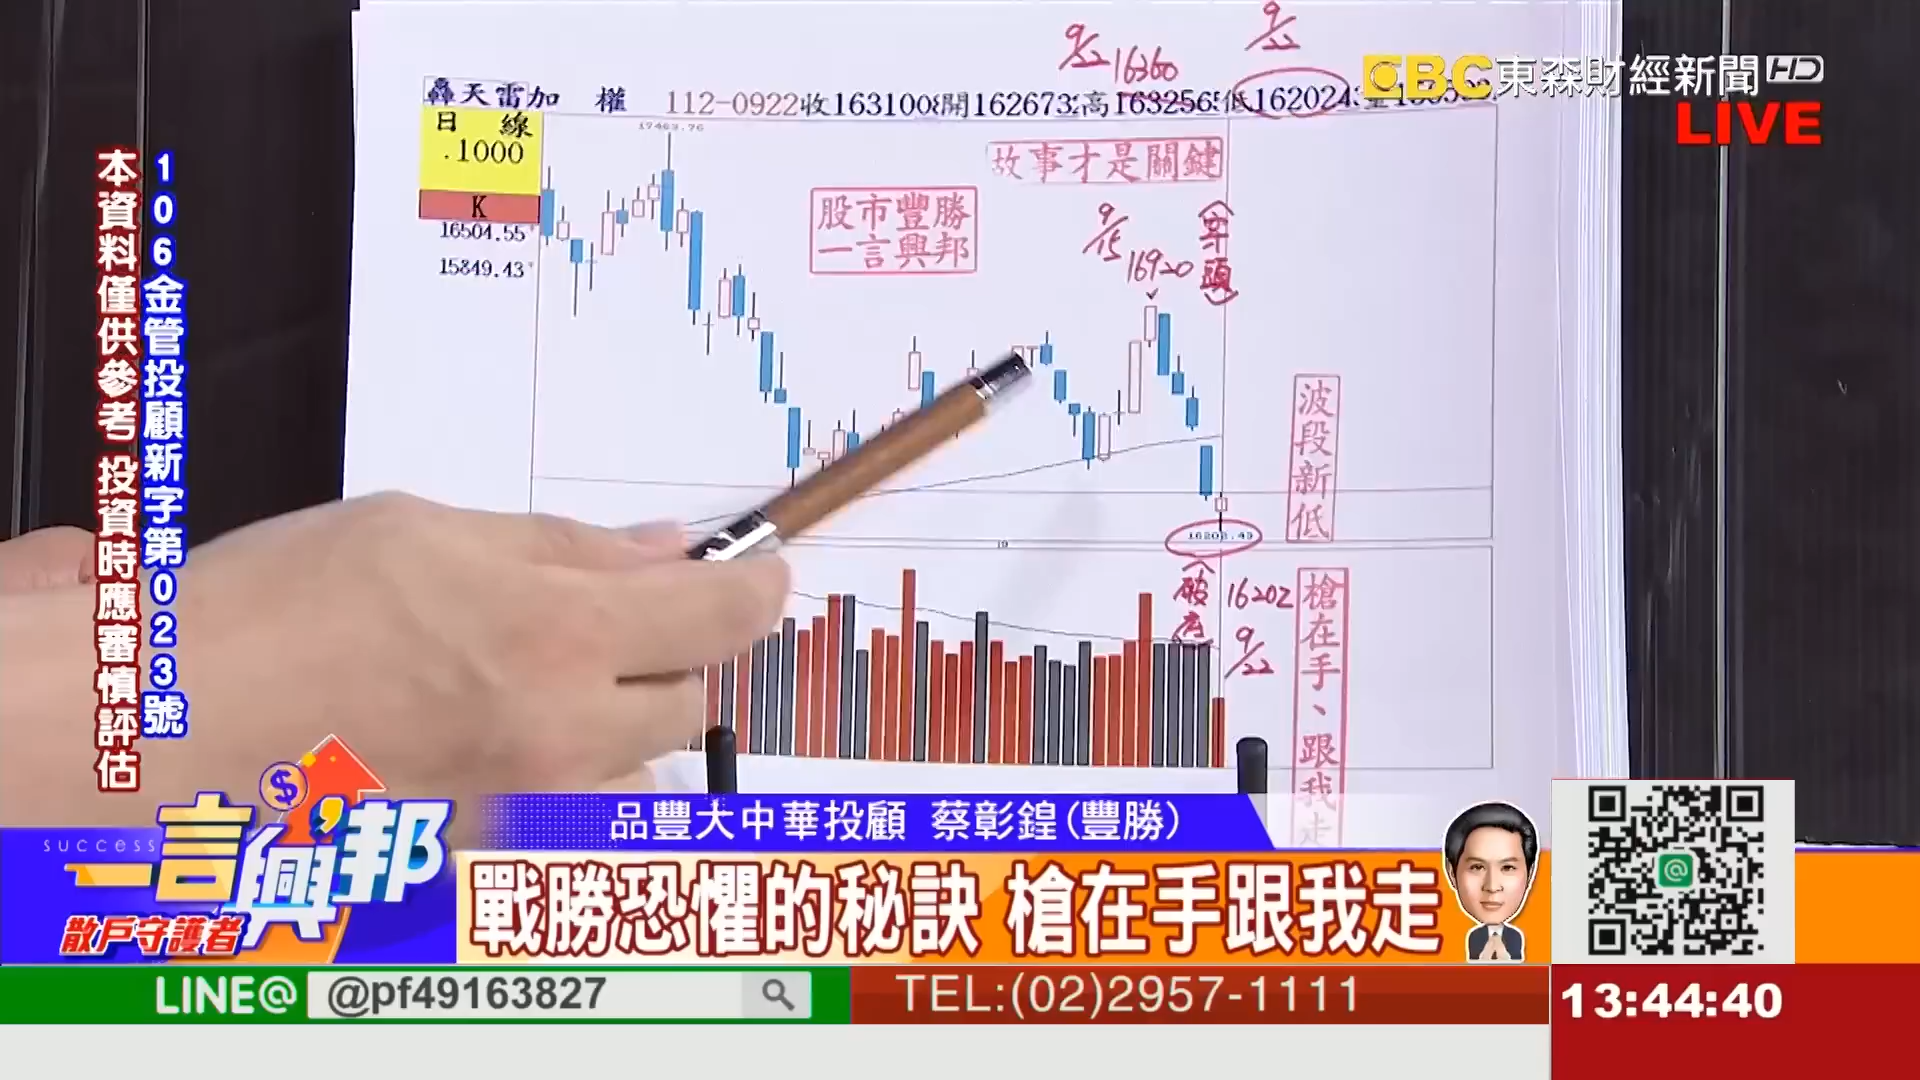 9/22 16360
9/22
EBC東森財經新聞HD
LIVE
轟天雷加 權 112-0922收163100開162673高163256低162024
日 線
.1000
K
16504.55
15849.43
17463.76
故事才是關鍵
股市豐勝
一言興邦
9/15 16920
穿頭
波段新低
破底
16202
9/22
槍在手、跟我走
106金管投顧新字第023號
本資料僅供參考 投資時應審慎評估
success
一言興邦
散戶守護者
品豐大中華投顧 蔡彰鍠(豐勝)
戰勝恐懼的秘訣 槍在手跟我走
LINE@ @pf49163827
TEL:(02)2957-1111
13:44:40